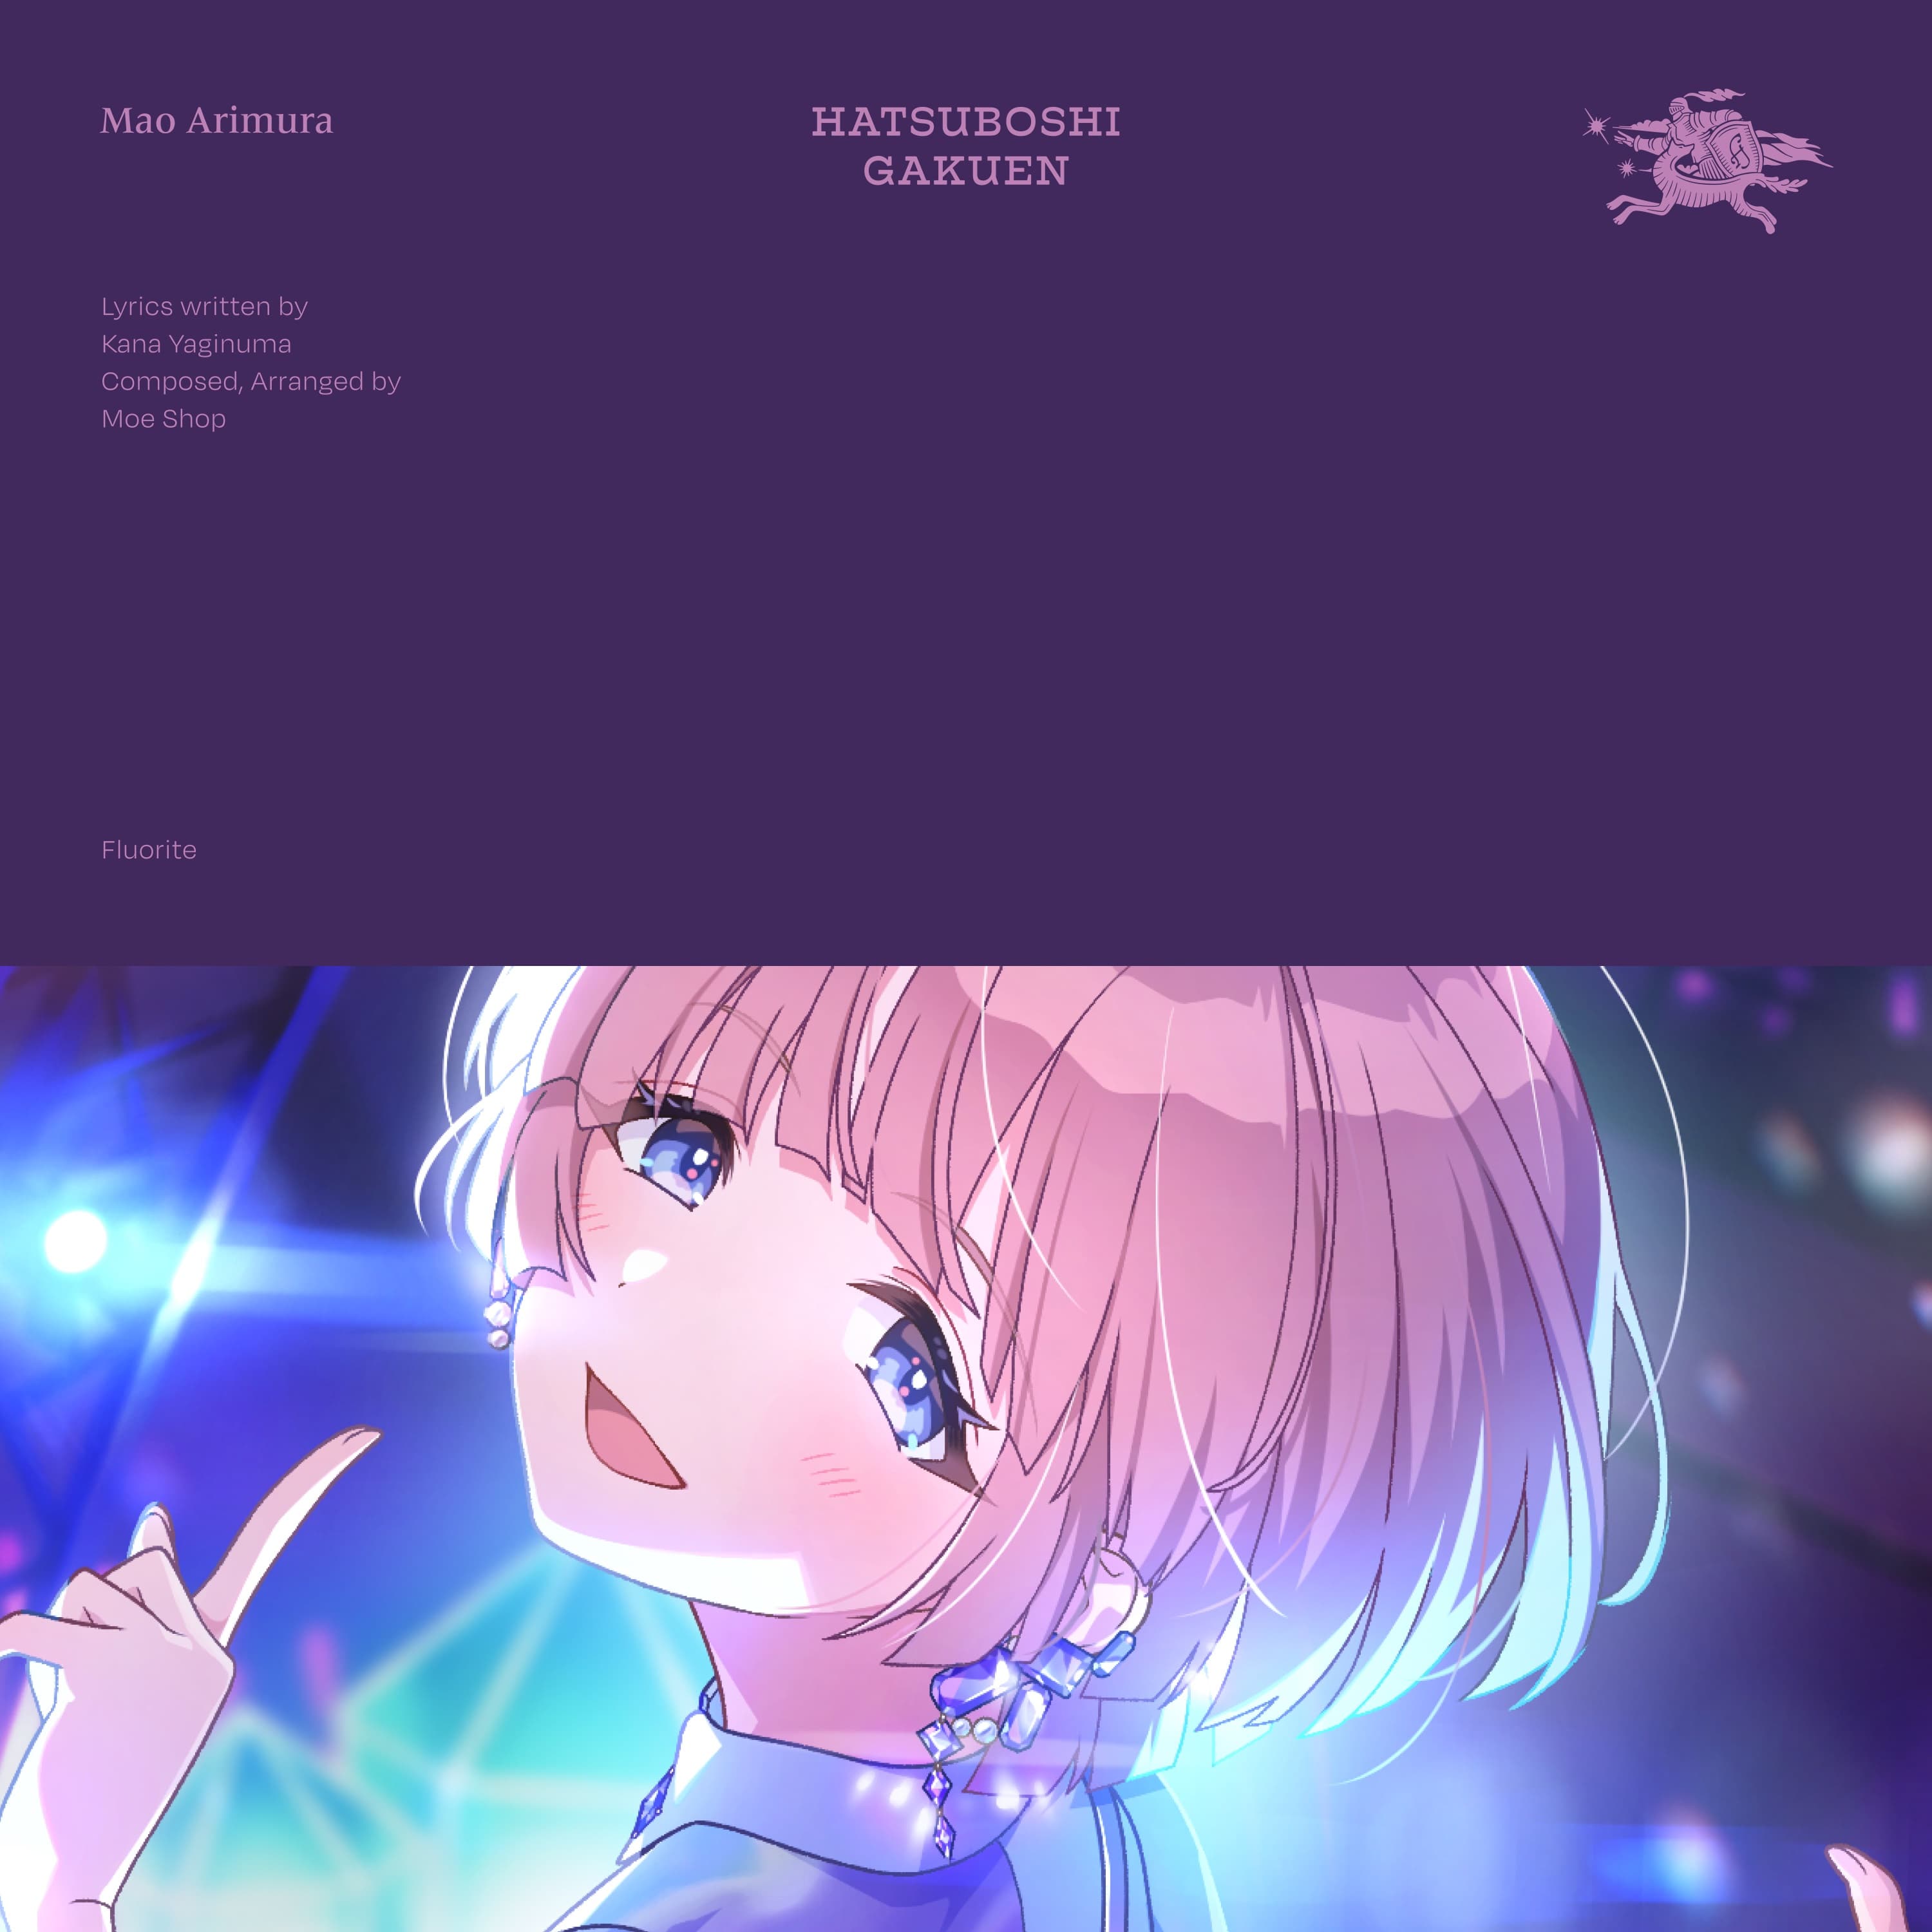 Mao Arimura
HATSUBOSHI
GAKUEN
Lyrics written by
Kana Yaginuma
Composed, Arranged by
Moe Shop
Fluorite